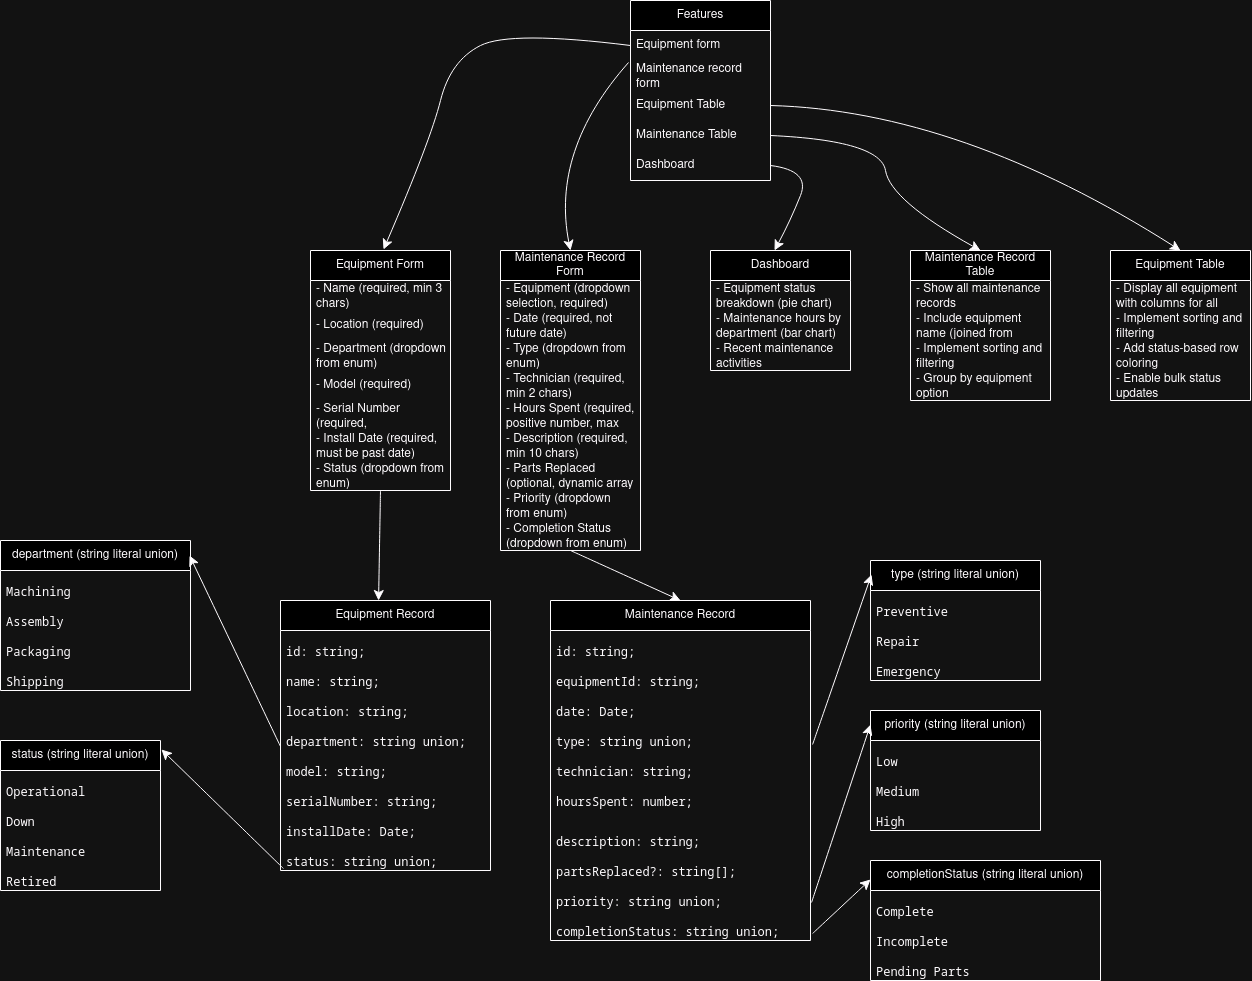 Features
Equipment form
Maintenance record
form
Equipment Table
Maintenance Table
Dashboard
Equipment Form
- Name (required, min 3
chars)
- Location (required)
- Department (dropdown
from enum)
- Model (required)
- Serial Number
(required,
- Install Date (required,
must be past date)
- Status (dropdown from
enum)
Maintenance Record
Form
- Equipment (dropdown
selection, required)
- Date (required, not
future date)
- Type (dropdown from
enum)
- Technician (required,
min 2 chars)
- Hours Spent (required,
positive number, max
- Description (required,
min 10 chars)
- Parts Replaced
(optional, dynamic array
- Priority (dropdown
from enum)
- Completion Status
(dropdown from enum)
Dashboard
- Equipment status
breakdown (pie chart)
- Maintenance hours by
department (bar chart)
- Recent maintenance
activities
Maintenance Record
Table
- Show all maintenance
records
- Include equipment
name (joined from
- Implement sorting and
filtering
- Group by equipment
option
Equipment Table
- Display all equipment
with columns for all
- Implement sorting and
filtering
- Add status-based row
coloring
- Enable bulk status
updates
department (string literal union)
Machining
Assembly
Packaging
Shipping
status (string literal union)
Operational
Down
Maintenance
Retired
Equipment Record
id: string;
name: string;
location: string;
department: string union;
model: string;
serialNumber: string;
installDate: Date;
status: string union;
Maintenance Record
id: string;
equipmentId: string;
date: Date;
type: string union;
technician: string;
hoursSpent: number;
description: string;
partsReplaced?: string[];
priority: string union;
completionStatus: string union;
type (string literal union)
Preventive
Repair
Emergency
priority (string literal union)
Low
Medium
High
completionStatus (string literal union)
Complete
Incomplete
Pending Parts